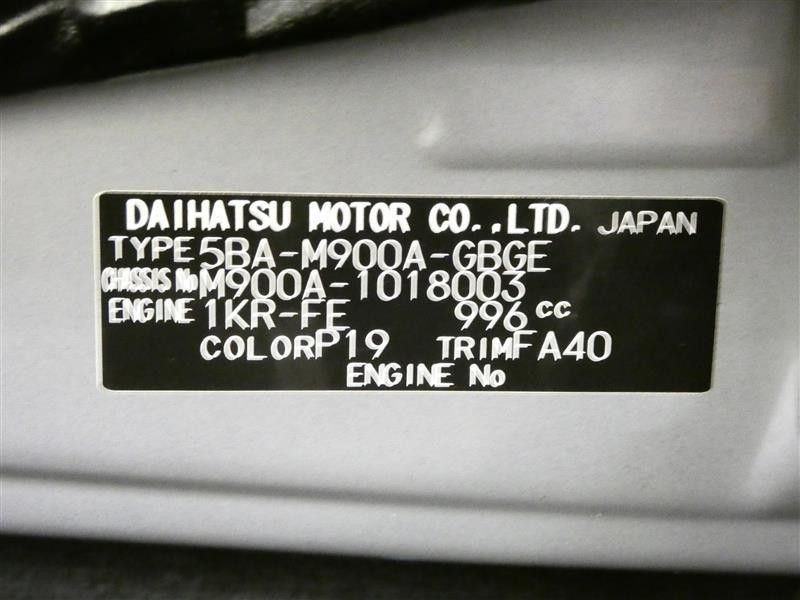 DAIHATSU MOTOR CO.,LTD. JAPAN
TYPE 5BA-M900A-GBGE
CHASSIS No M900A-1018003
ENGINE 1KR-FE 996 cc
COLOR P19 TRIM FA40
ENGINE No